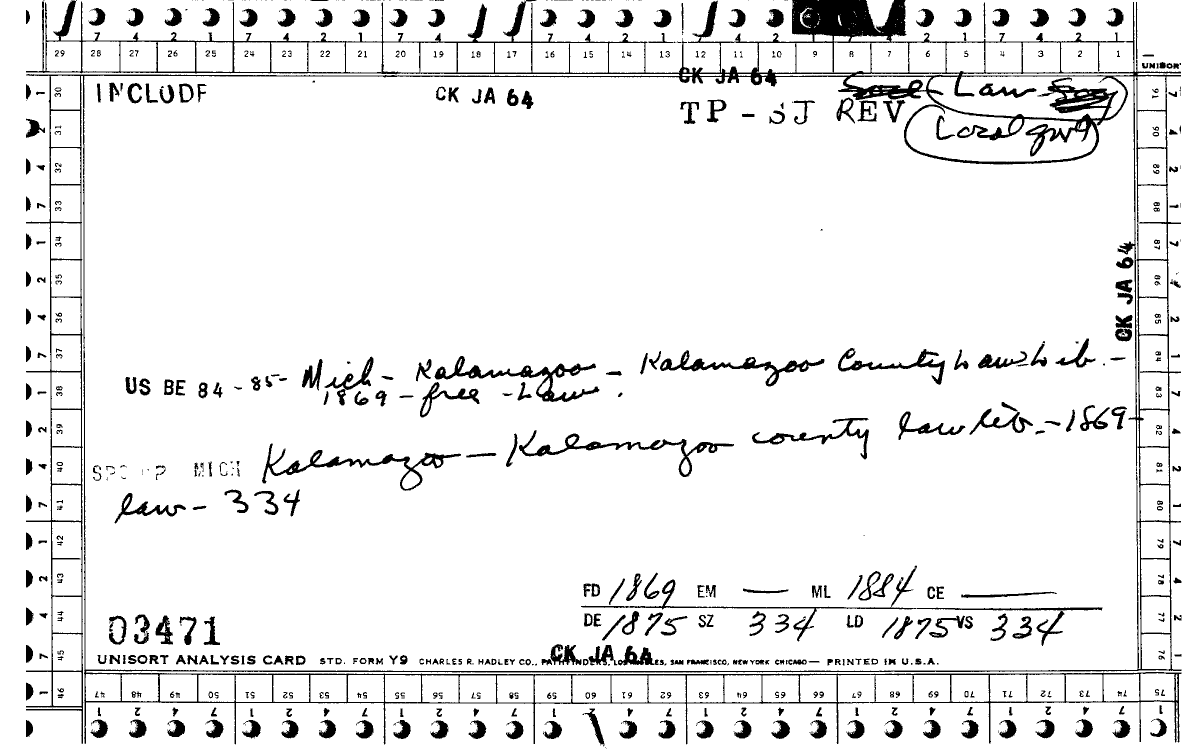 7 4 2 1 7 4 2 1 7 4 2 1 7 4 2 1 7 4 2 1 7 4 2 1
29 28 27 26 25 24 23 22 21 20 19 18 17 16 15 14 13 12 11 10 9 8 7 6 5 4 3 2 1
UNISORT
INCLUDE CK JA 64 CK JA 64
TP - SJ REV Law
Local gov't
CK JA 64
US BE 84 - 85 - Mich - Kalamazoo - Kalamazoo County Law Lib. -
1869 - free - Law.
SPC RP MICH Kalamazoo - Kalamazoo county law lib. - 1869 -
law - 334
FD 1869 EM — ML 1884 CE —
DE 1875 SZ 334 LD 1875 VS 334
03471
CK JA 64
UNISORT ANALYSIS CARD STD. FORM Y9 CHARLES R. HADLEY CO., PATHFINDERS, LOS ANGELES, SAN FRANCISCO, NEW YORK CHICAGO — PRINTED IN U.S.A.
30 31 32 33 34 35 36 37 38 39 40 41 42 43 44 45 46
91 90 89 88 87 86 85 84 83 82 81 80 79 78 77 76 75
47 48 49 50 51 52 53 54 55 56 57 58 59 60 61 62 63 64 65 66 67 68 69 70 71 72 73 74